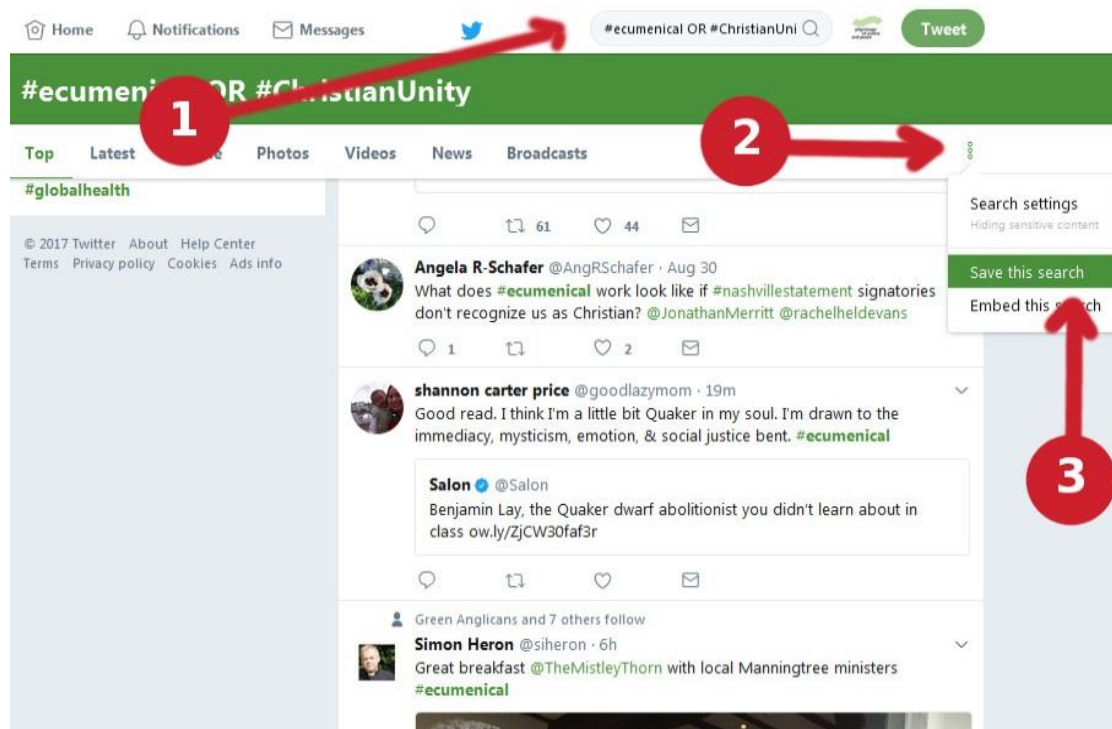 Home Notifications Messages #ecumenical OR #ChristianUni Tweet
#ecumeni OR #Ch istianUnity
1
2
Top Latest Photos Videos News Broadcasts
#globalhealth
Search settings
Hiding sensitive content
Save this search
Embed this
3
© 2017 Twitter About Help Center
Terms Privacy policy Cookies Ads info
61 44
Angela R-Schafer @AngRSchafer · Aug 30
What does #ecumenical work look like if #nashvillestatement signatories
don't recognize us as Christian? @JonathanMerritt @rachelheldevans
1 2
shannon carter price @goodlazymom · 19m
Good read. I think I'm a little bit Quaker in my soul. I'm drawn to the
immediacy, mysticism, emotion, & social justice bent. #ecumenical
Salon @Salon
Benjamin Lay, the Quaker dwarf abolitionist you didn't learn about in
class ow.ly/ZjCW30faf3r
Green Anglicans and 7 others follow
Simon Heron @siheron · 6h
Great breakfast @TheMistleyThorn with local Manningtree ministers
#ecumenical